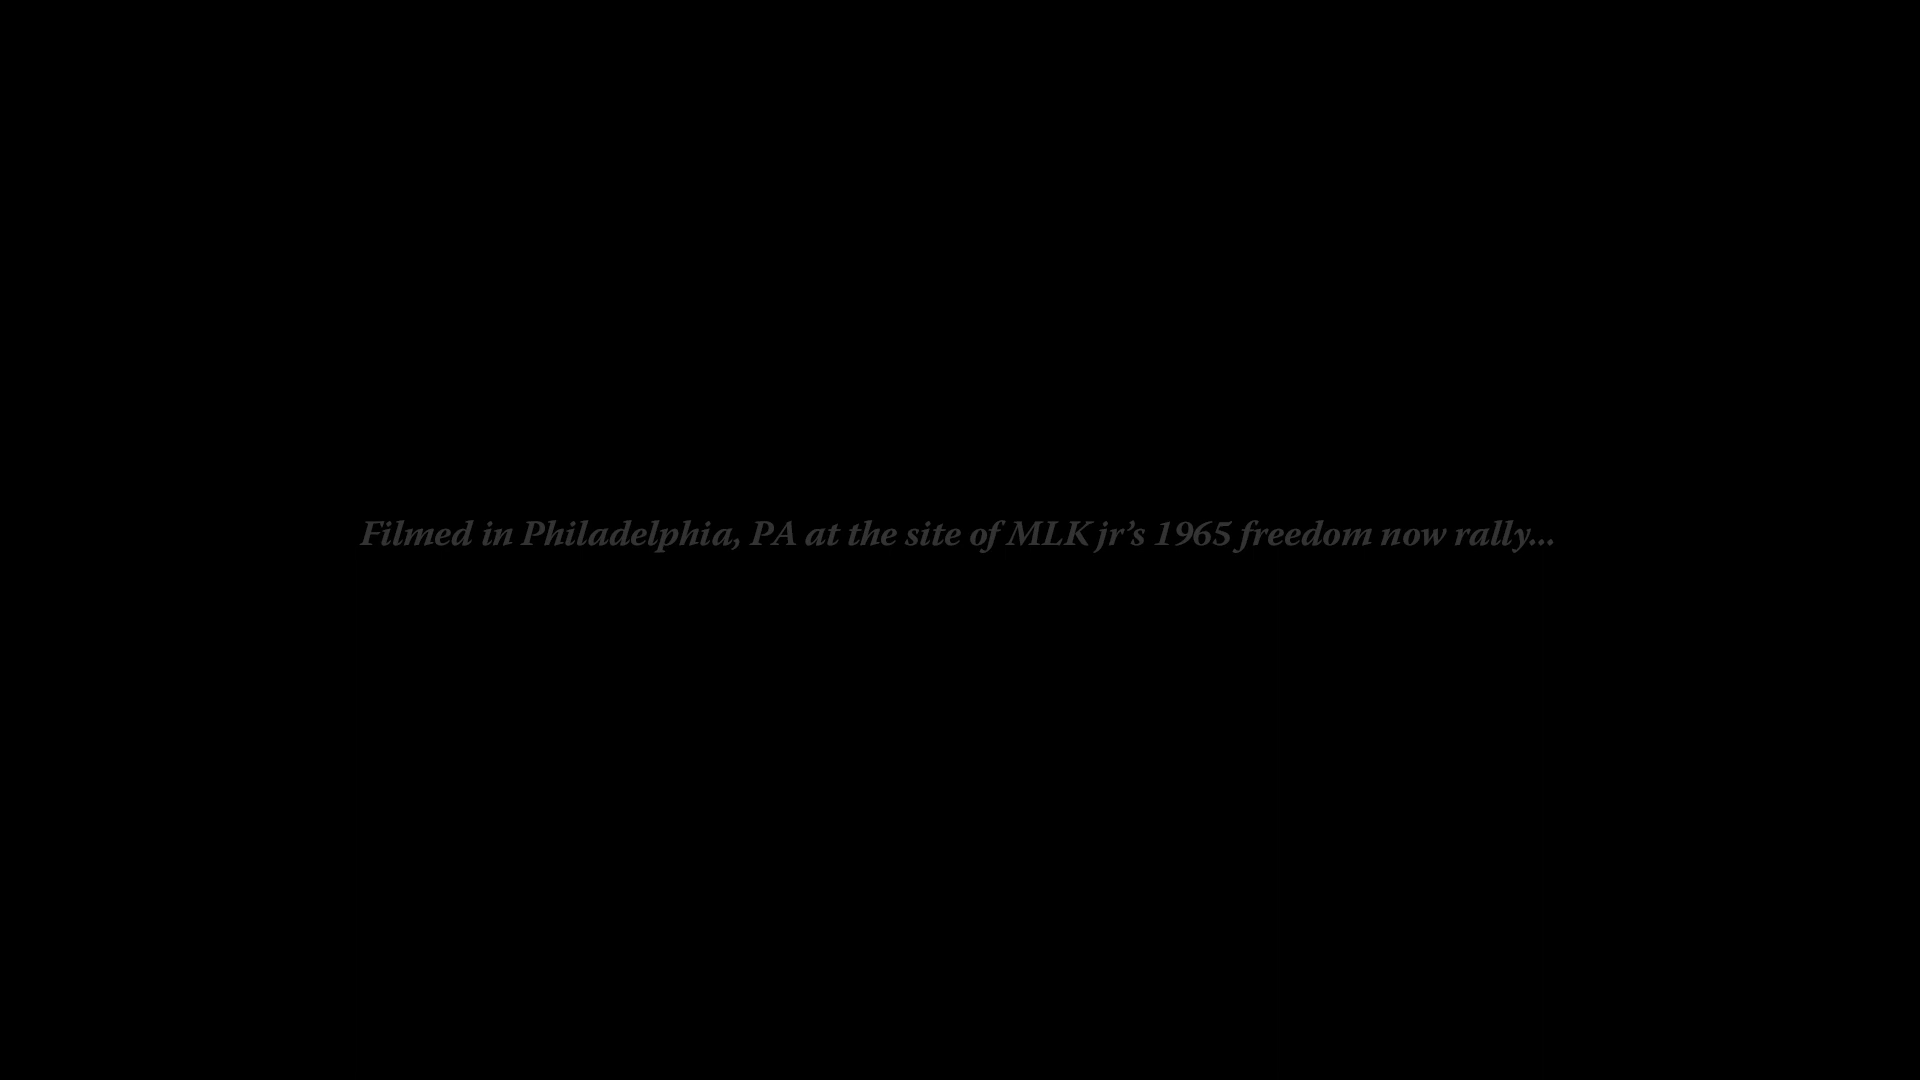 Filmed in Philadelphia, PA at the site of MLK jr’s 1965 freedom now rally...